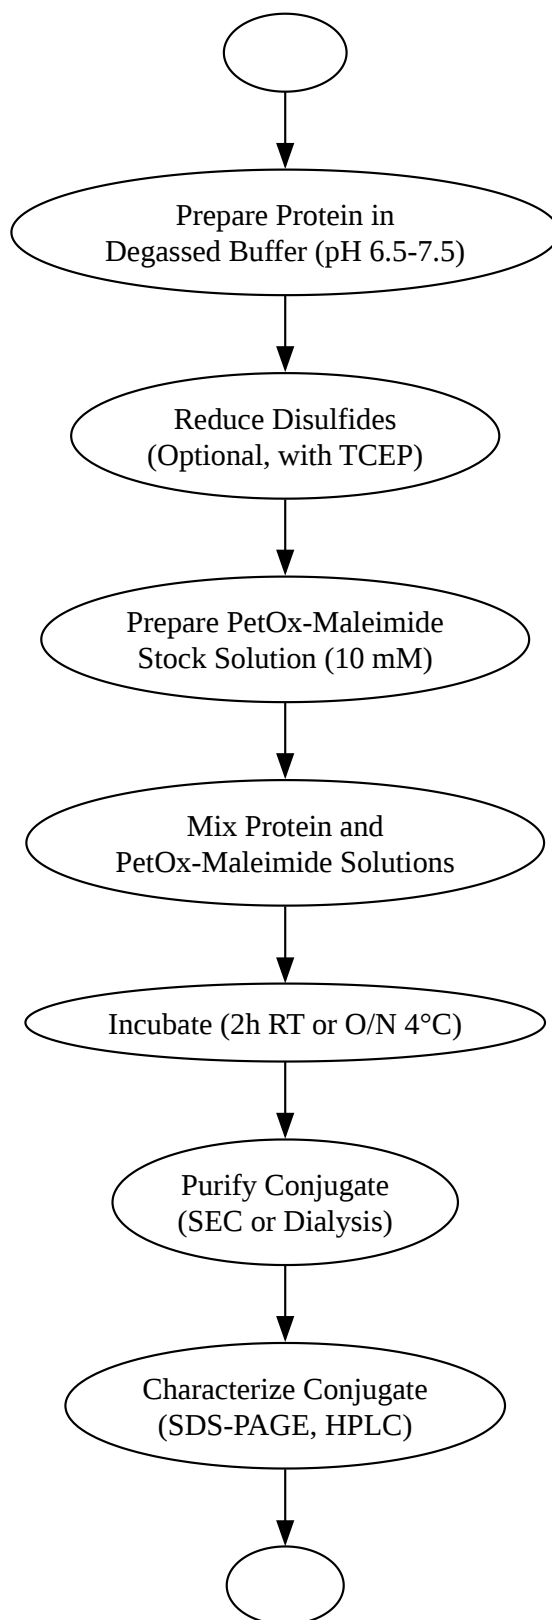 Prepare Protein in
Degassed Buffer (pH 6.5-7.5)
Reduce Disulfides
(Optional, with TCEP)
Prepare PetOx-Maleimide
Stock Solution (10 mM)
Mix Protein and
PetOx-Maleimide Solutions
Incubate (2h RT or O/N 4°C)
Purify Conjugate
(SEC or Dialysis)
Characterize Conjugate
(SDS-PAGE, HPLC)